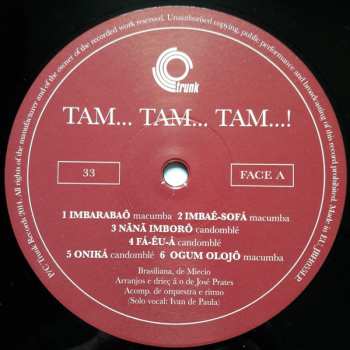 P/C Trunk Records 2014. All rights of the manufacturer and of the owner of the recorded work reserved. Unauthorised copying, public performance and broadcasting of this record prohibited. Made in EU. JBH053LP
trunk
TAM... TAM... TAM...!
33
FACE A
1 IMBARABAÔ macumba 2 IMBAÊ-SOFÁ macumba
3 NÃNÃ IMBORÔ candomblé
4 FÁ-ÊU-Á candomblé
5 ONIKÁ candomblé 6 OGUM OLOJÔ macumba
Brasiliana, de Miecio
Arranjos e drieç ã o de José Prates
Acomp. de orquestra e ritmo
(Solo vocal: Ivan de Paula)